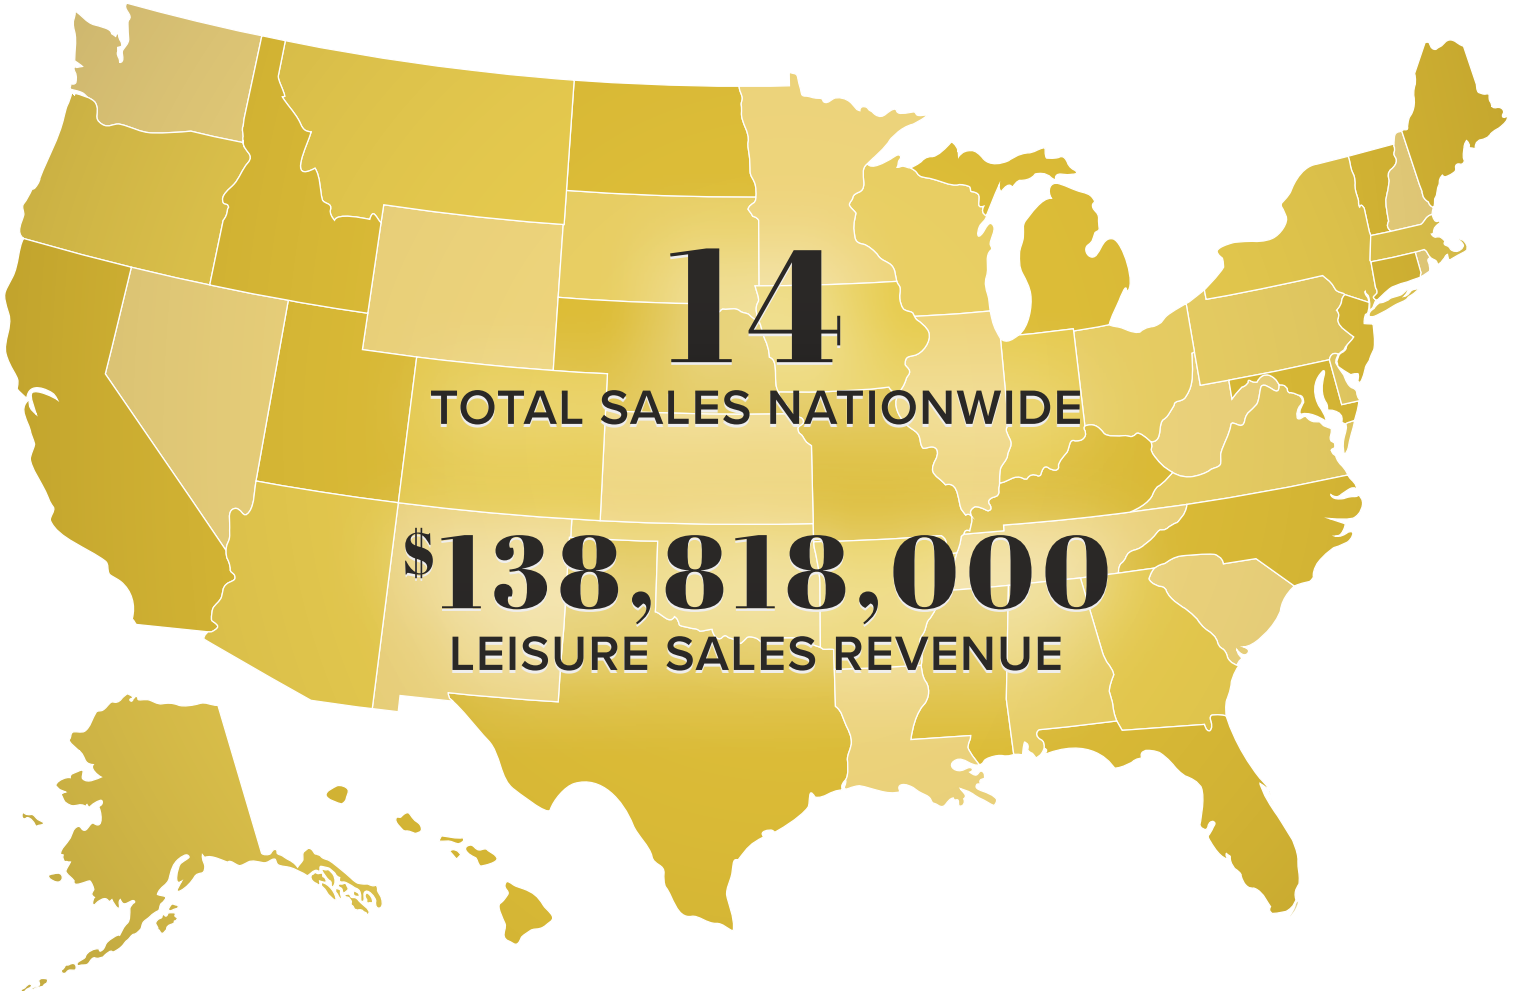 14
TOTAL SALES NATIONWIDE
$138,818,000
LEISURE SALES REVENUE